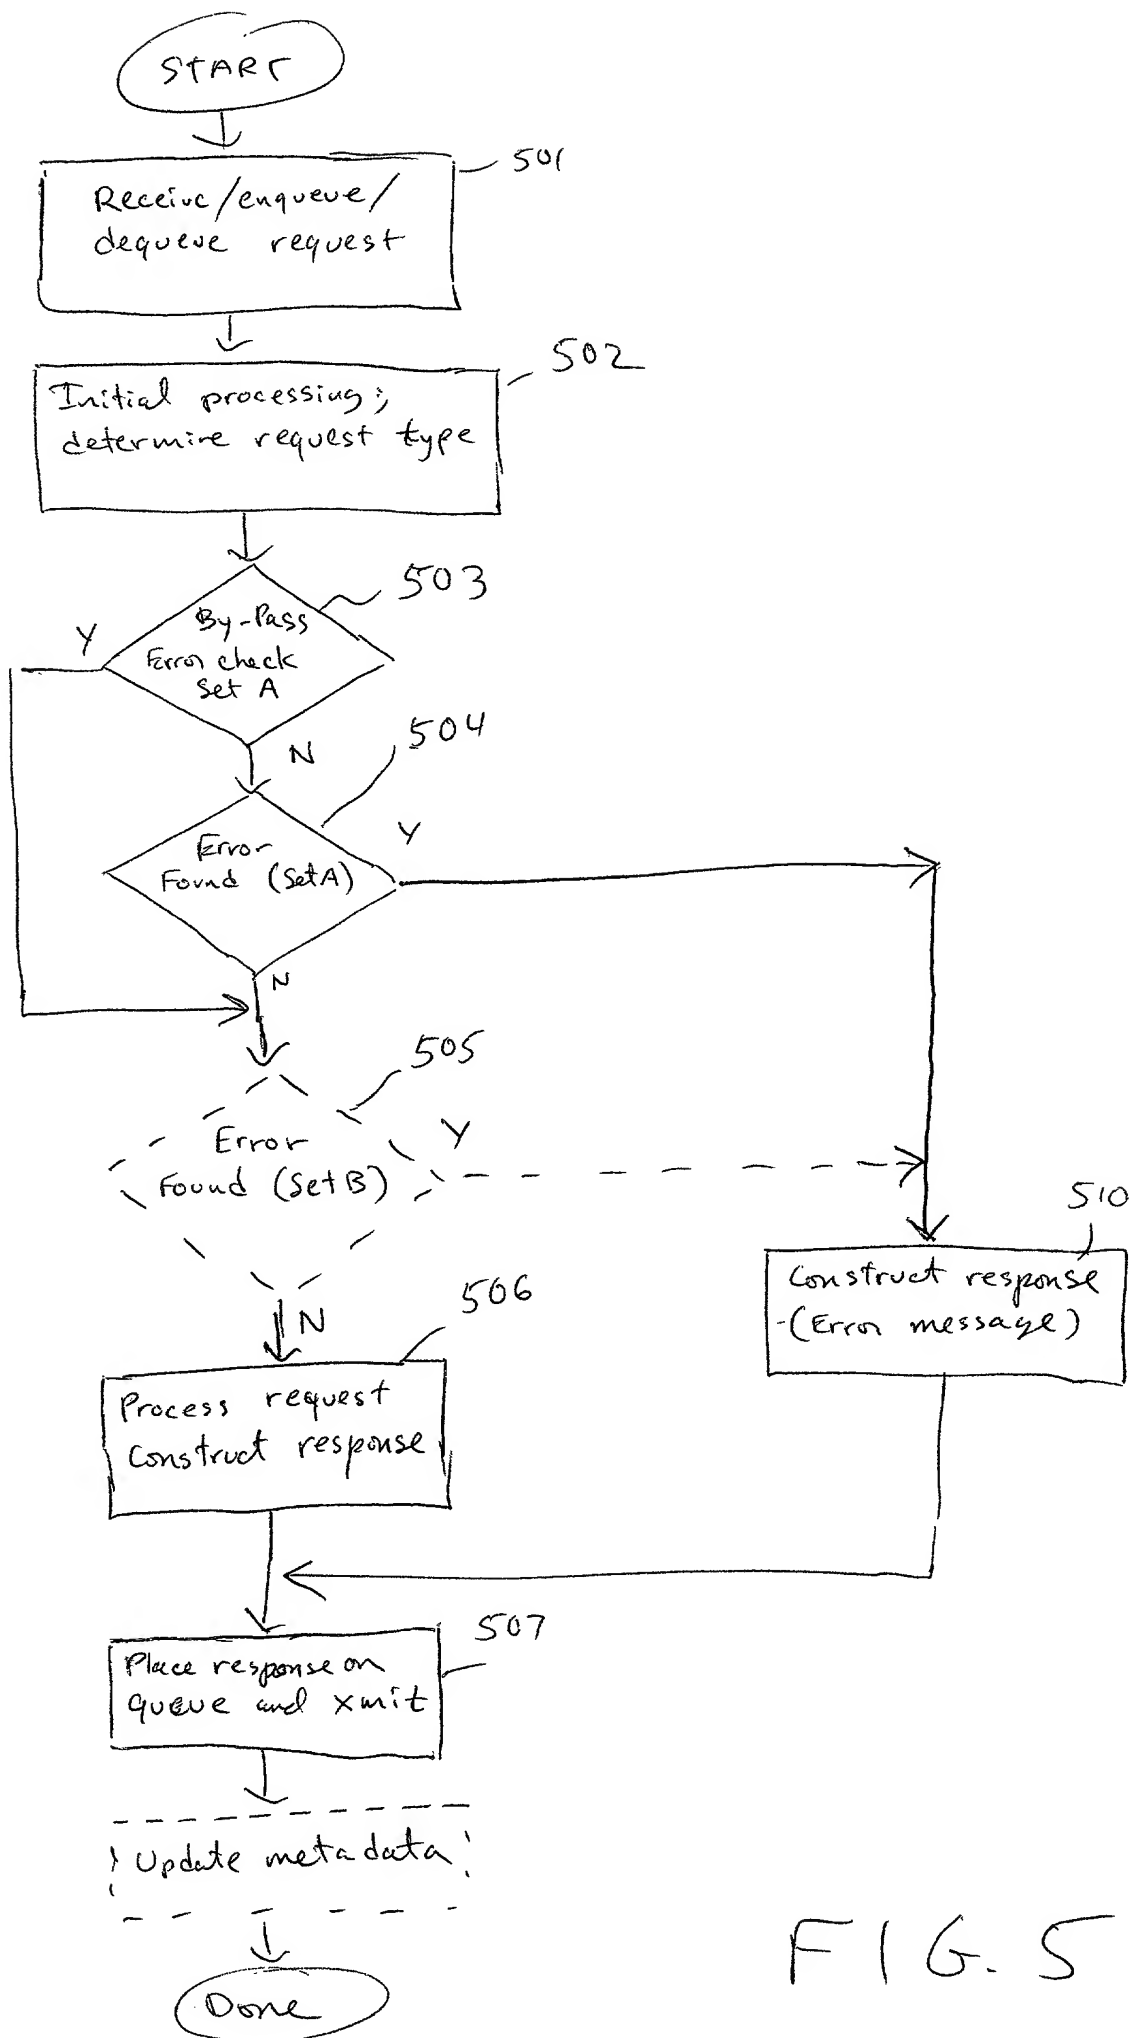 START
501
Receive/enqueue/
dequeue request
502
Initial processing;
determine request type
503
Y
By-Pass
Error check
Set A
N
504
Error
Found (Set A)
Y
N
505
Error
Found (Set B)
Y
510
Construct response
(Error message)
N
506
Process request
Construct response
507
Place response on
queue and xmit
Update metadata
Done
FIG. 5